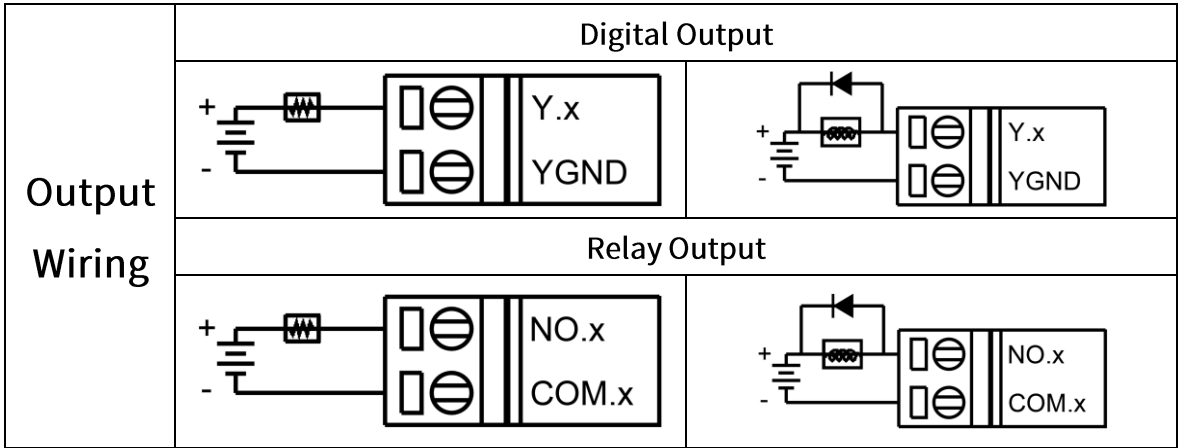 Output
Wiring
Digital Output
+
-
Y.x
YGND
+
-
Y.x
YGND
Relay Output
+
-
NO.x
COM.x
+
-
NO.x
COM.x